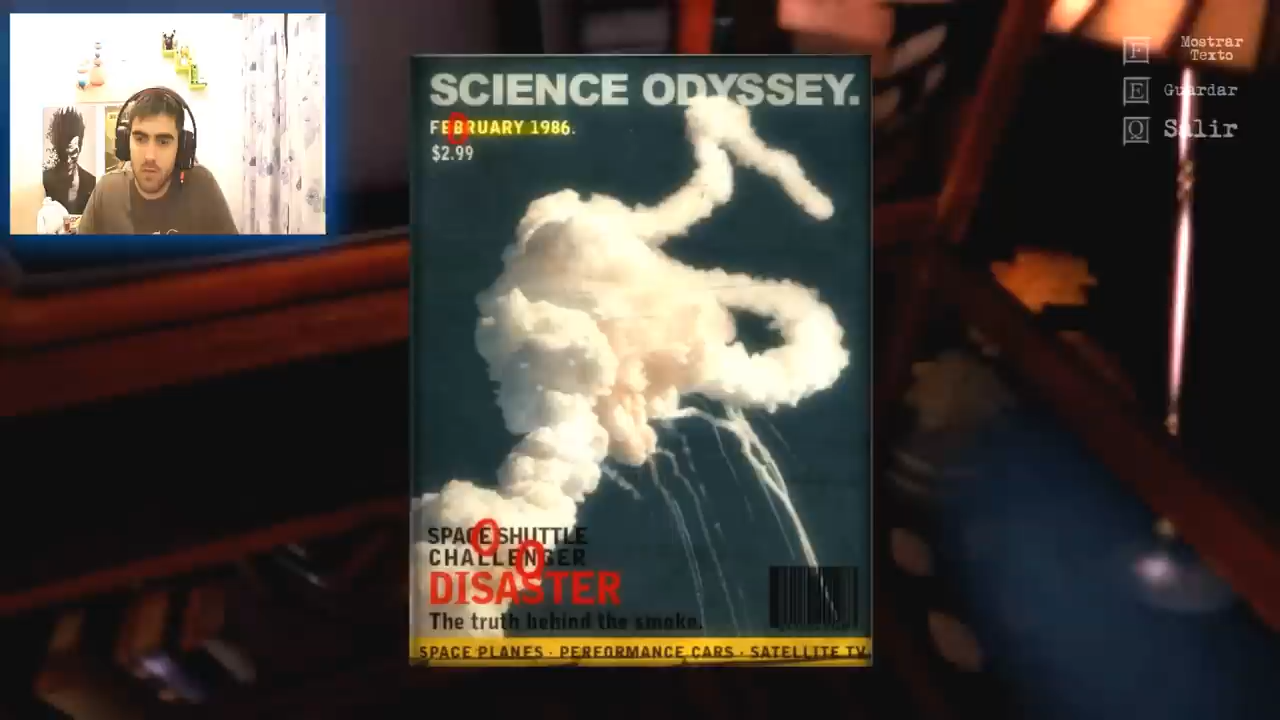 SCIENCE ODYSSEY.
FEBRUARY 1986.
$2.99
SPACE SHUTTLE
CHALLENGER
DISASTER
The truth behind the smoke.
SPACE PLANES · PERFORMANCE CARS · SATELLITE TV
F Mostrar
Texto
E Guardar
Q Salir